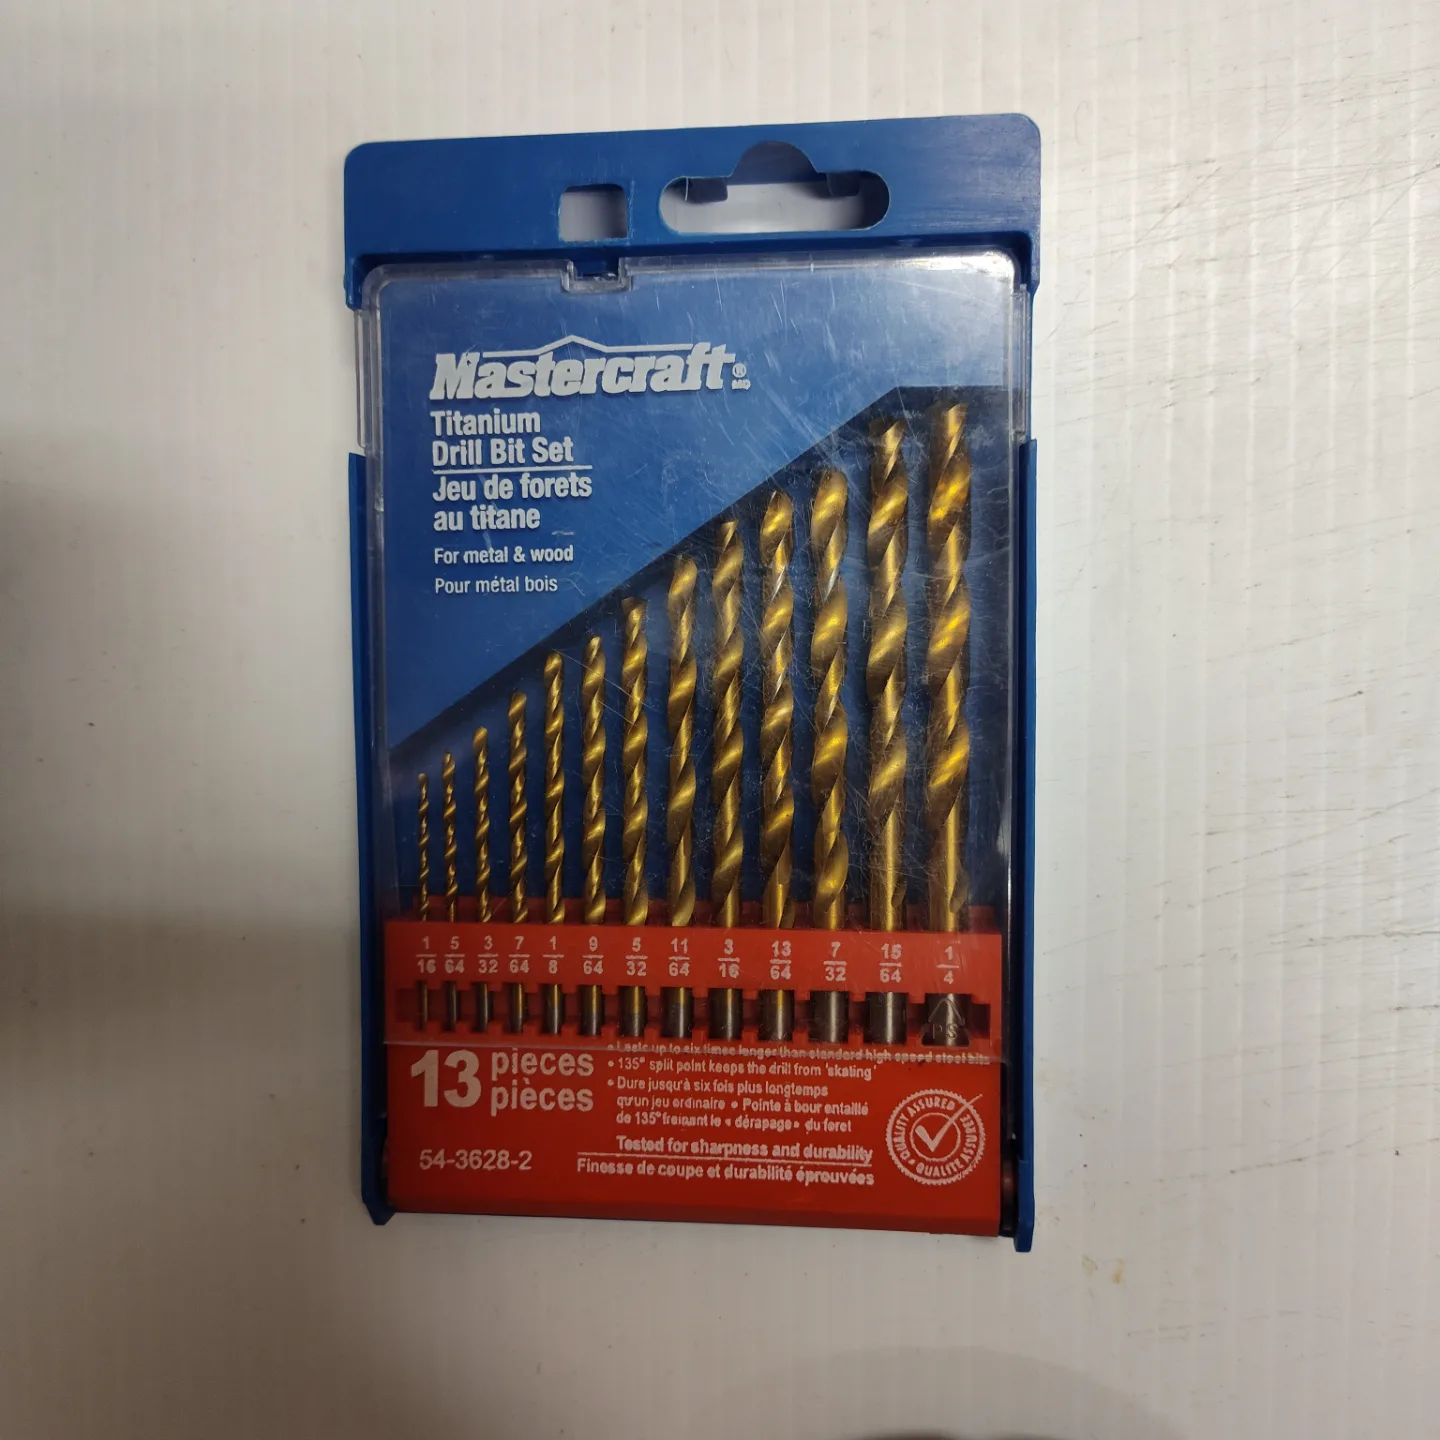 Mastercraft®
MD
Titanium
Drill Bit Set
Jeu de forets
au titane
For metal & wood
Pour métal bois
1/16 5/64 3/32 7/64 1/8 9/64 5/32 11/64 3/16 13/64 7/32 15/64 1/4
PS
13 pieces
pièces
• Lasts up to six times longer than standard high speed steel bits
• 135° split point keeps the drill from 'skating'
• Dure jusqu'à six fois plus longtemps
qu'un jeu ordinaire • Pointe à bour entaillé
de 135° freinant le « dérapage » du foret
Tested for sharpness and durability
Finesse de coupe et durabilité éprouvées
54-3628-2
QUALITY ASSURED
QUALITÉ ASSURÉE